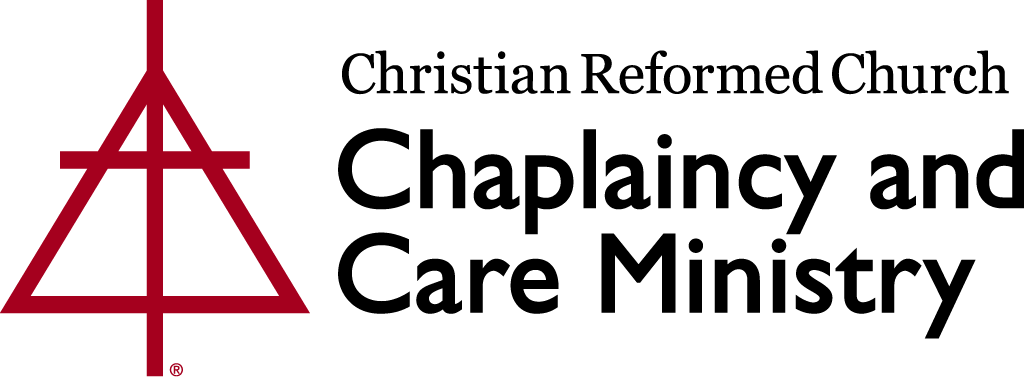 Christian Reformed Church
Chaplaincy and
Care Ministry
®